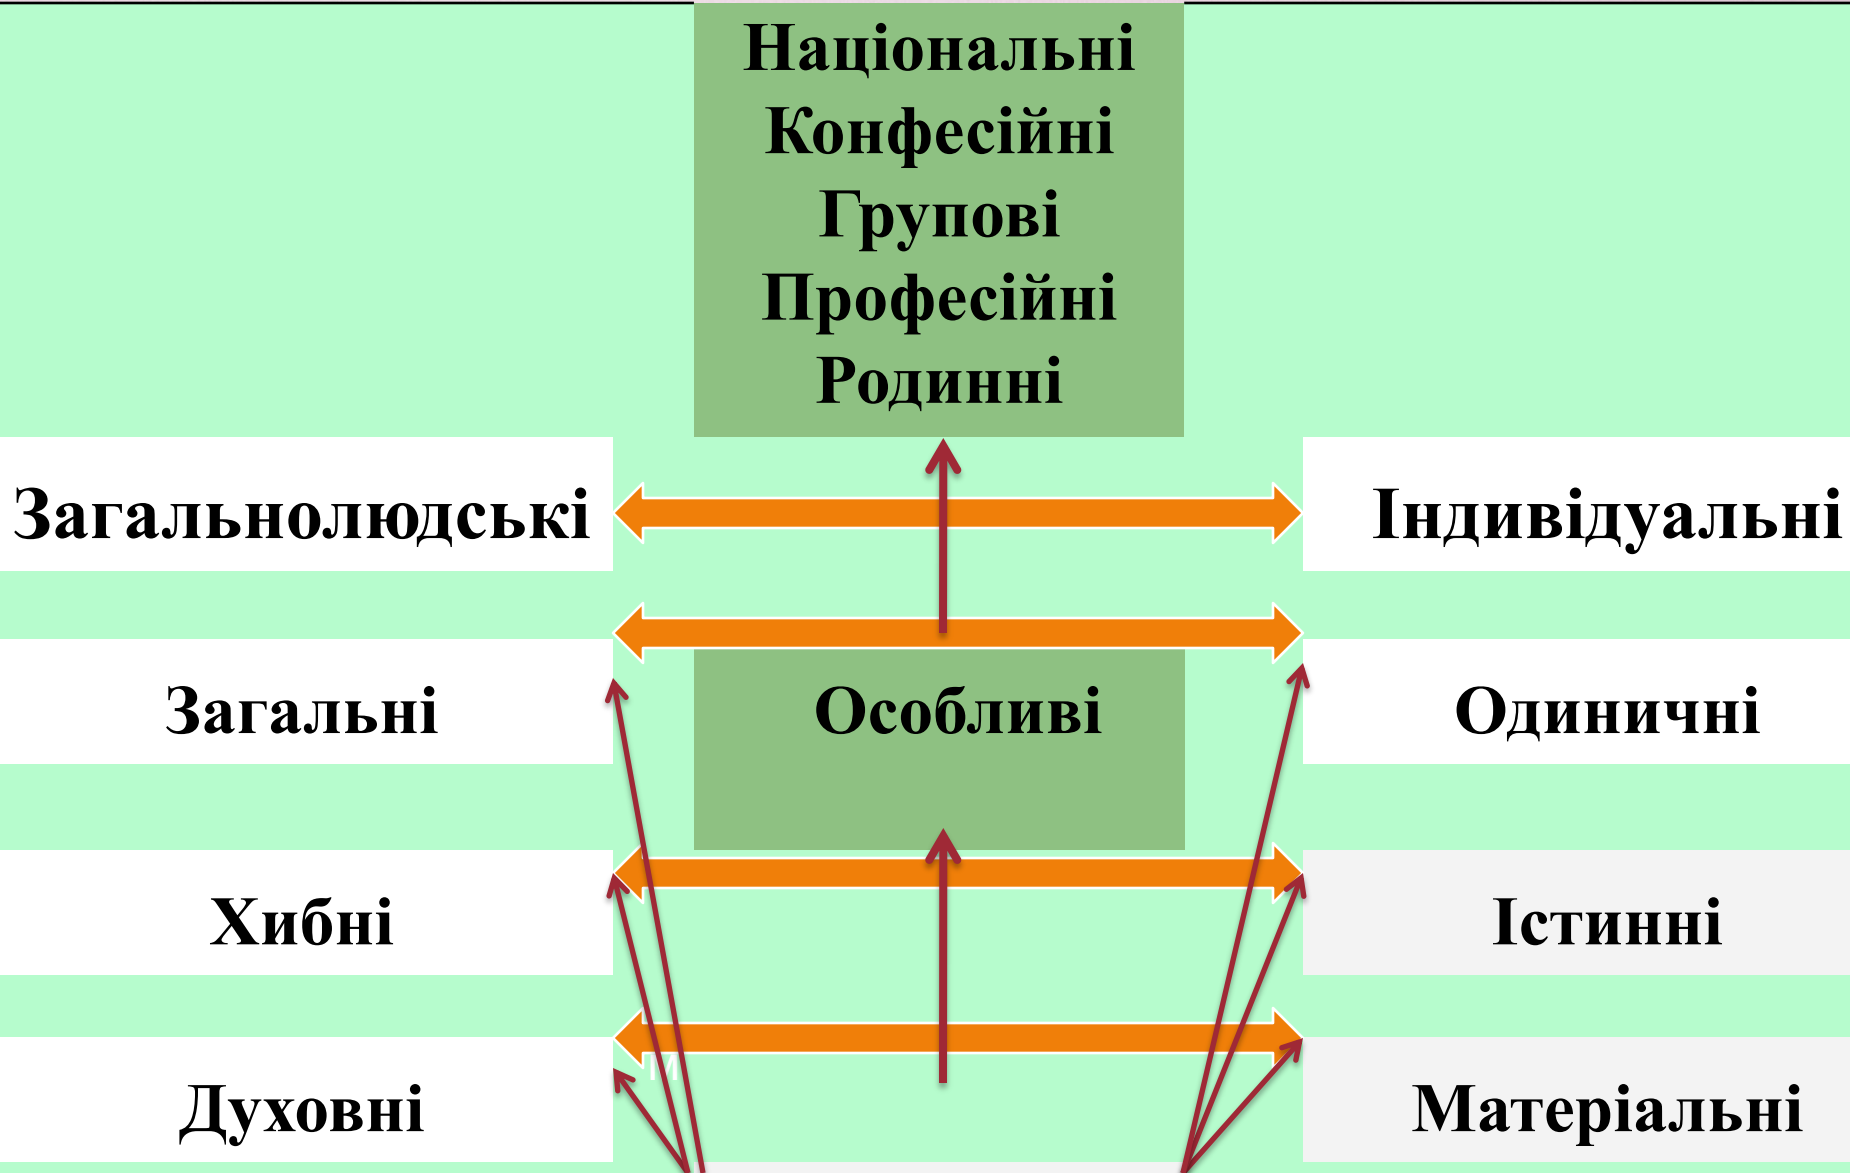 Національні
Конфесійні
Групові
Професійні
Родинні
Загальнолюдські
Індивідуальні
Загальні
Особливі
Одиничні
Хибні
Істинні
М
Духовні
Матеріальні